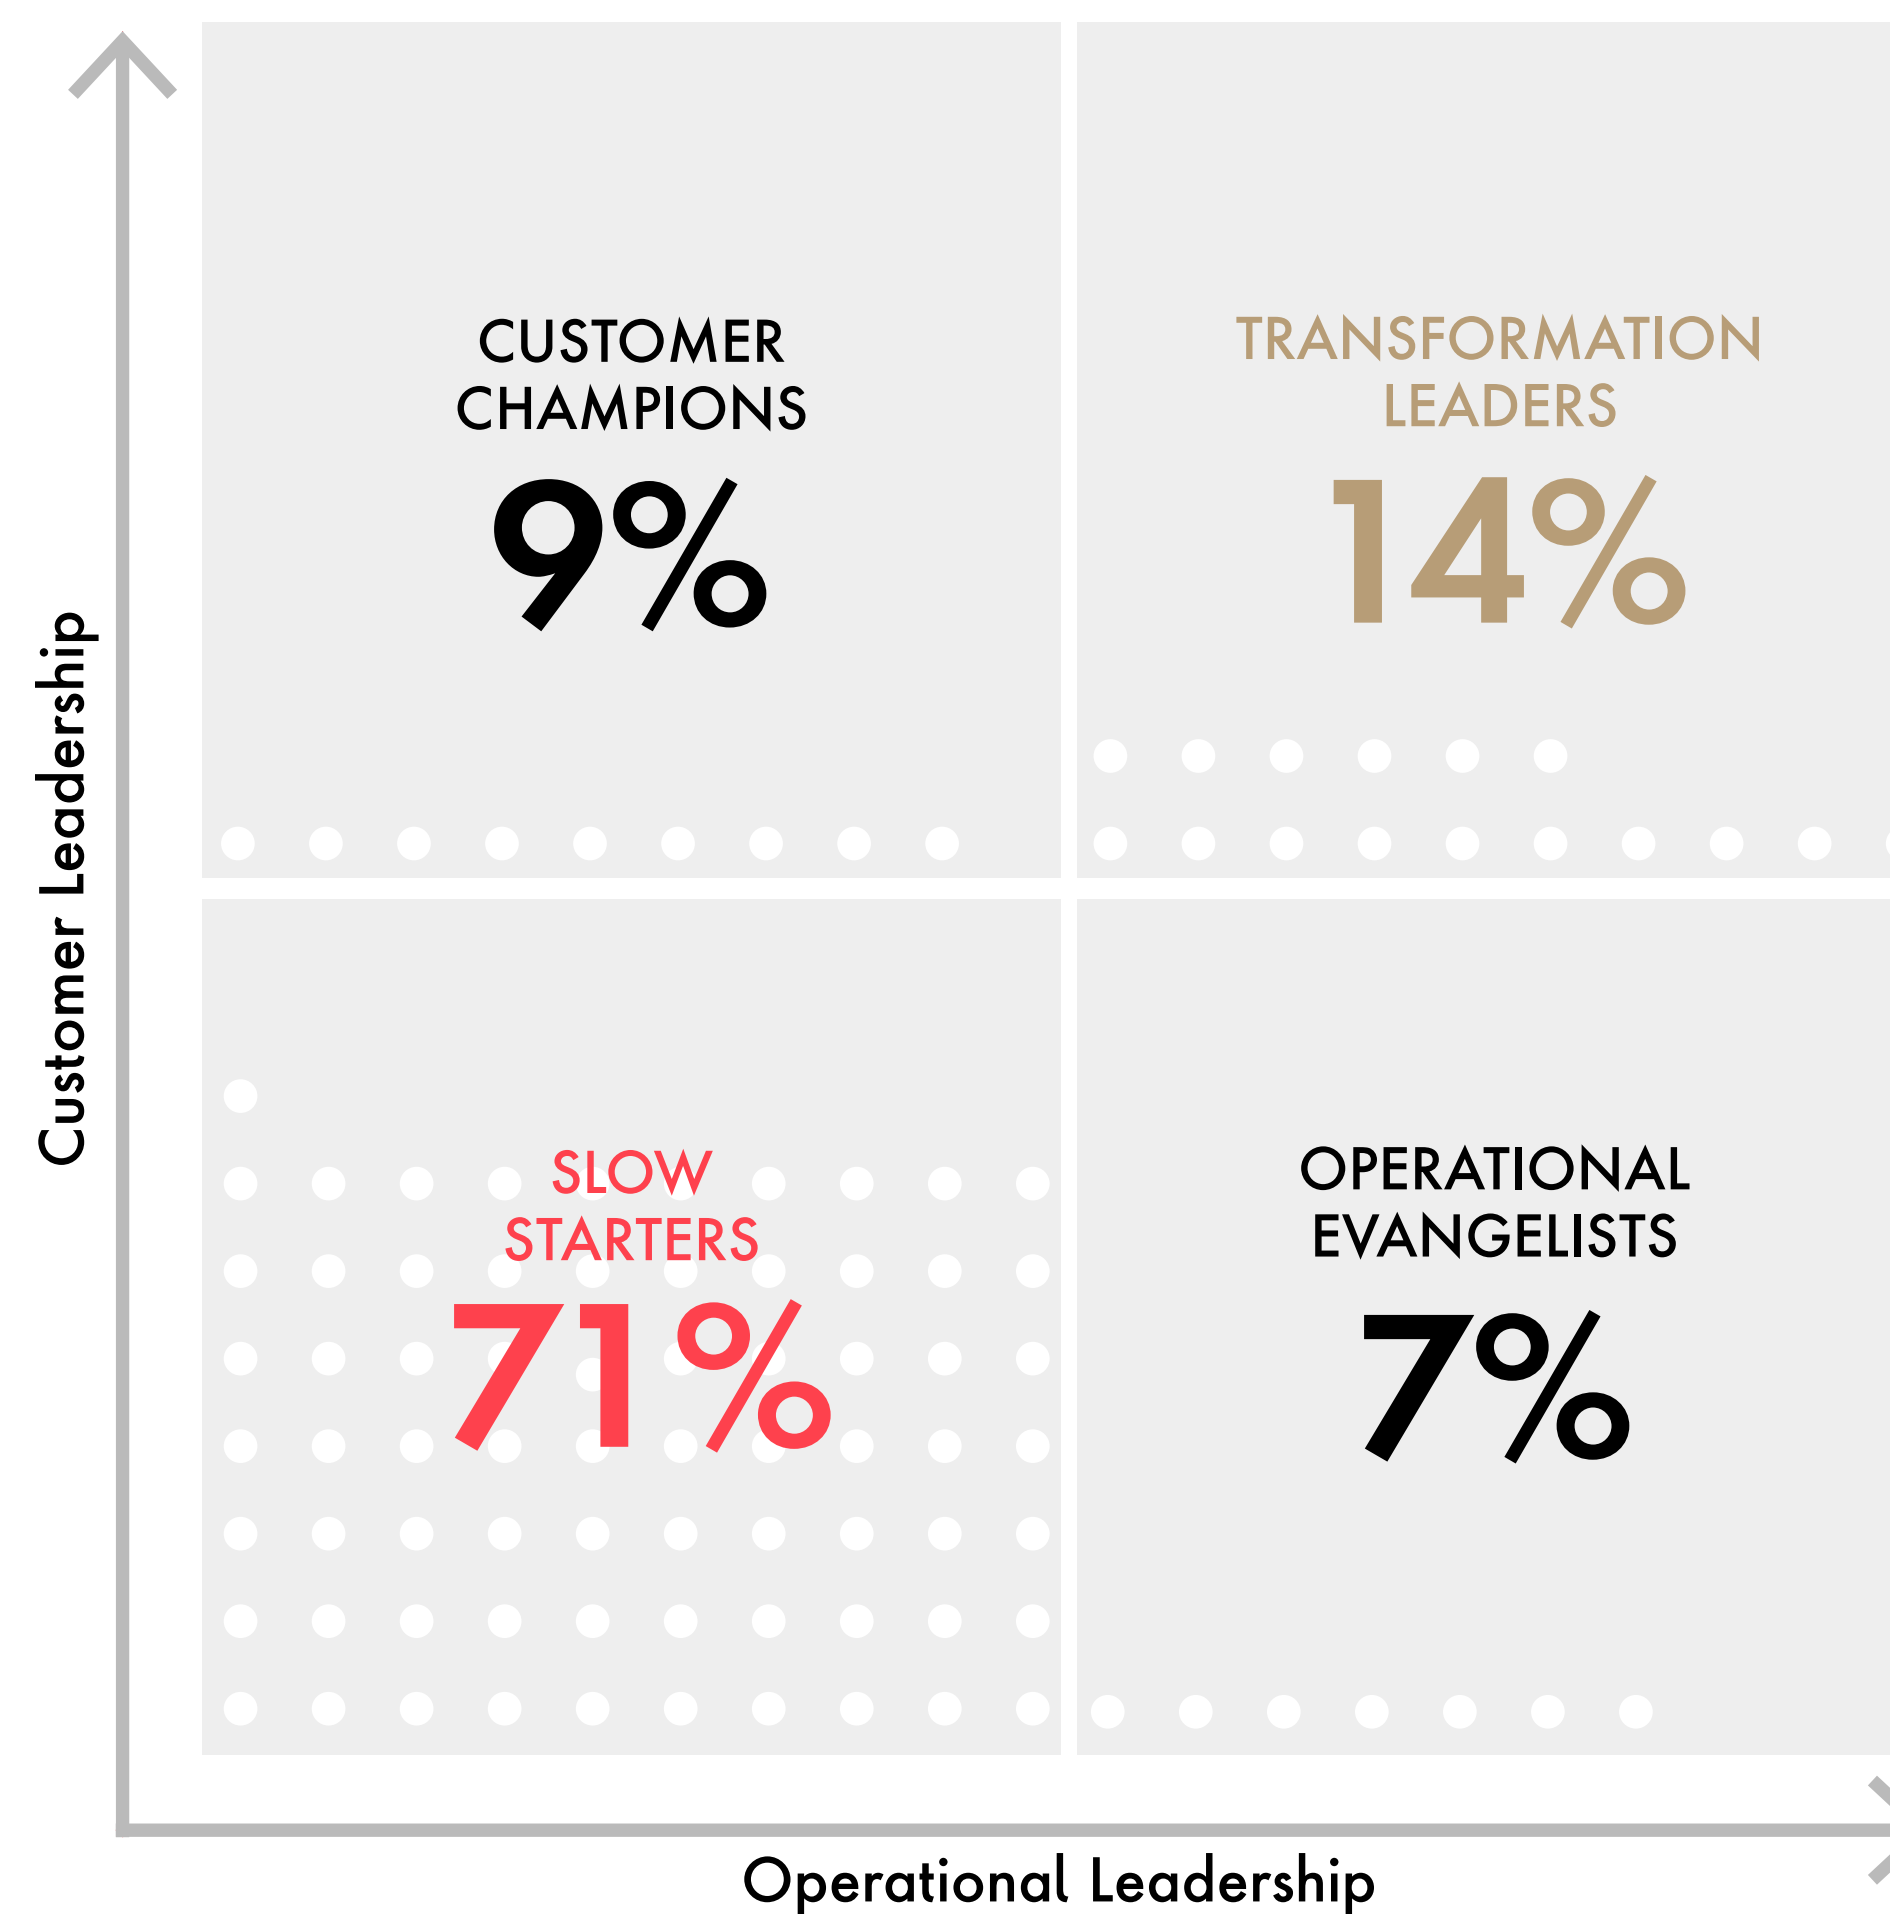 CUSTOMER
CHAMPIONS
9%
TRANSFORMATION
LEADERS
14%
Customer Leadership
SLOW
STARTERS
71%
OPERATIONAL
EVANGELISTS
7%
Operational Leadership